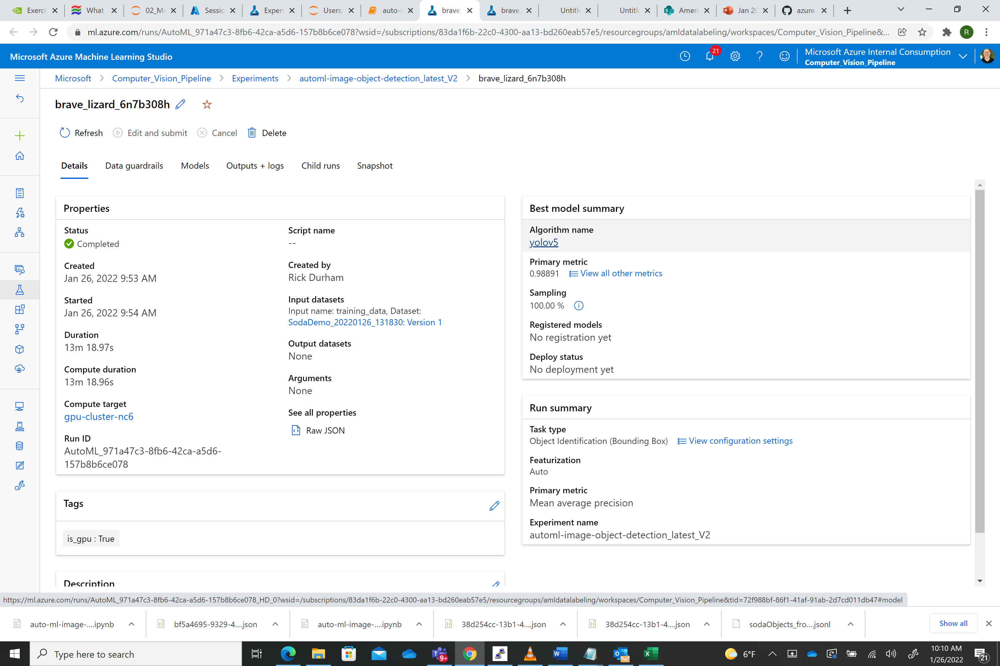 Exerci
What
02_Me
Sessio
Experi
Users/
auto-r
brave_
brave_
Untitle
Untitle
Ameri
Jan 20
azure-
ml.azure.com/runs/AutoML_971a47c3-8fb6-42ca-a5d6-157b8b6ce078?wsid=/subscriptions/83da1f6b-22c0-4300-aa13-bd260eab57e5/resourcegroups/amldatalabeling/workspaces/Computer_Vision_Pipeline&...
R
Microsoft Azure Machine Learning Studio
21
Microsoft Azure Internal Consumption
Computer_Vision_Pipeline
Microsoft > Computer_Vision_Pipeline > Experiments > automl-image-object-detection_latest_V2 > brave_lizard_6n7b308h
brave_lizard_6n7b308h
Refresh Edit and submit Cancel Delete
Details Data guardrails Models Outputs + logs Child runs Snapshot
Properties
Status
Completed
Created
Jan 26, 2022 9:53 AM
Started
Jan 26, 2022 9:54 AM
Duration
13m 18.97s
Compute duration
13m 18.96s
Compute target
gpu-cluster-nc6
Run ID
AutoML_971a47c3-8fb6-42ca-a5d6-
157b8b6ce078
Script name
--
Created by
Rick Durham
Input datasets
Input name: training_data, Dataset:
SodaDemo_20220126_131830: Version 1
Output datasets
None
Arguments
None
See all properties
Raw JSON
Tags
is_gpu : True
Description
Best model summary
Algorithm name
yolov5
Primary metric
0.98891 View all other metrics
Sampling
100.00 %
Registered models
No registration yet
Deploy status
No deployment yet
Run summary
Task type
Object Identification (Bounding Box) View configuration settings
Featurization
Auto
Primary metric
Mean average precision
Experiment name
automl-image-object-detection_latest_V2
https://ml.azure.com/runs/AutoML_971a47c3-8fb6-42ca-a5d6-157b8b6ce078_HD_0?wsid=/subscriptions/83da1f6b-22c0-4300-aa13-bd260eab57e5/resourcegroups/amldatalabeling/workspaces/Computer_Vision_Pipeline&tid=72f988bf-86f1-41af-91ab-2d7cd011db47#model
auto-ml-image-....ipynb
bf5a4695-9329-4....json
auto-ml-image-....ipynb
38d254cc-13b1-4....json
38d254cc-13b1-4....json
sodaObjects_fro....jsonl
Show all
Type here to search
9+
6°F
10:10 AM
1/26/2022
21